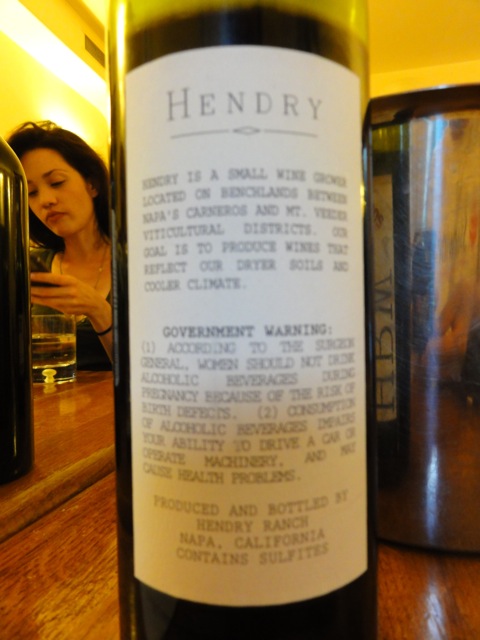 HENDRY
HENDRY IS A SMALL WINE GROWER
LOCATED ON BENCHLANDS BETWEEN
NAPA'S CARNEROS AND MT. VEEDER
VITICULTURAL DISTRICTS. OUR
GOAL IS TO PRODUCE WINES THAT
REFLECT OUR DRYER SOILS AND
COOLER CLIMATE.
GOVERNMENT WARNING:
(1) ACCORDING TO THE SURGEON
GENERAL, WOMEN SHOULD NOT DRINK
ALCOHOLIC BEVERAGES DURING
PREGNANCY BECAUSE OF THE RISK OF
BIRTH DEFECTS. (2) CONSUMPTION
OF ALCOHOLIC BEVERAGES IMPAIRS
YOUR ABILITY TO DRIVE A CAR OR
OPERATE MACHINERY, AND MAY
CAUSE HEALTH PROBLEMS.
PRODUCED AND BOTTLED BY
HENDRY RANCH
NAPA, CALIFORNIA
CONTAINS SULFITES